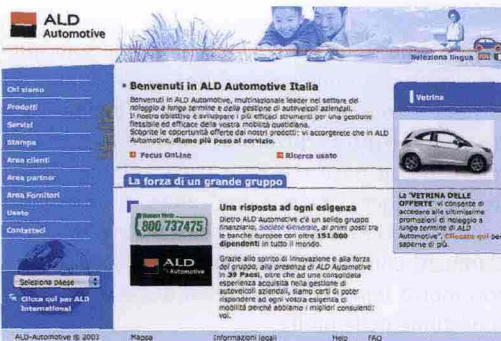 ALD
Automotive
Seleziona lingua
Chi siamo
Prodotti
Servizi
Stampa
Area clienti
Area partner
Area Fornitori
Usato
Contattaci
Seleziona paese
Clicca qui per ALD
International
Benvenuti in ALD Automotive Italia
Benvenuti in ALD Automotive, multinazionale leader nel settore del
noleggio a lungo termine e della gestione di autoveicoli aziendali.
Il nostro obiettivo è sviluppare i più efficaci strumenti per una gestione
flessibile ed efficace della vostra mobilità quotidiana.
Scoprite le opportunità offerte dai nostri prodotti: vi accorgerete che in ALD
Automotive, diamo più peso al servizio.
Focus OnLine
Ricerca usato
La forza di un grande gruppo
Numero Verde
800 737475
ALD
Automotive
Una risposta ad ogni esigenza
Dietro ALD Automotive c'è un solido gruppo
finanziario, Société Générale, ai primi posti tra
le banche europee con oltre 151.000
dipendenti in tutto il mondo.
Grazie allo spirito di innovazione e alla forza
del gruppo, alla presenza di ALD Automotive
in 39 Paesi, oltre che ad una consolidata
esperienza acquisita nella gestione di
autoveicoli aziendali, siamo certi di poter
rispondere ad ogni vostra esigenza di
mobilità perché abbiamo i migliori consulenti:
voi.
Vetrina
La "VETRINA DELLE
OFFERTE" vi consente di
accedere alle ultimissime
promozioni di noleggio a
lungo termine di ALD
Automotive". Cliccate qui per
saperne di più.
ALD-Automotive © 2003
Mappa
Informazioni legali
Help
FAQ